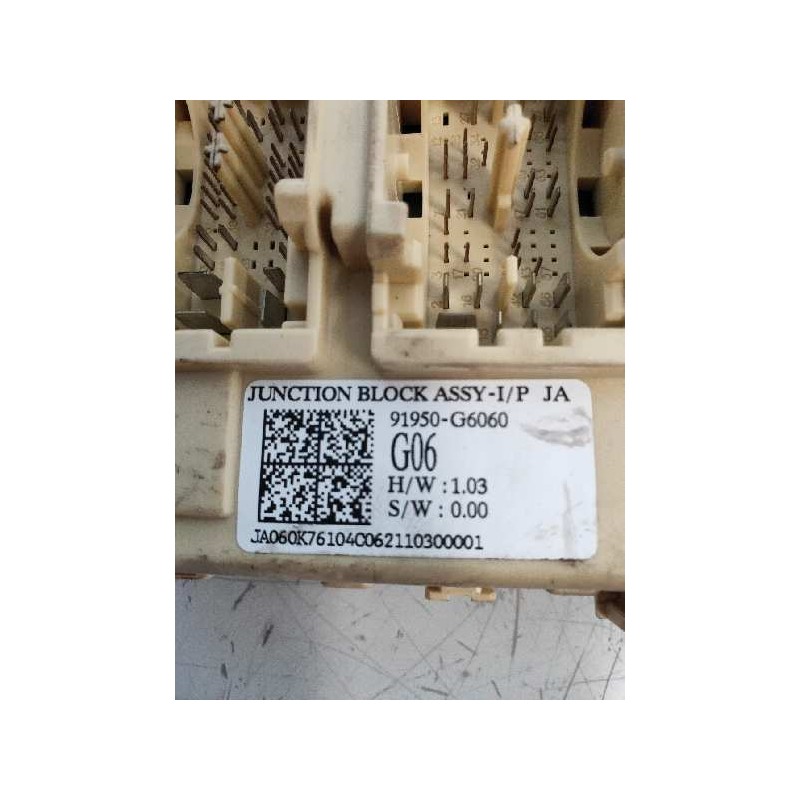 JUNCTION BLOCK ASSY-I/P JA
91950-G6060
G06
H/W : 1.03
S/W : 0.00
JA060K76104C062110300001